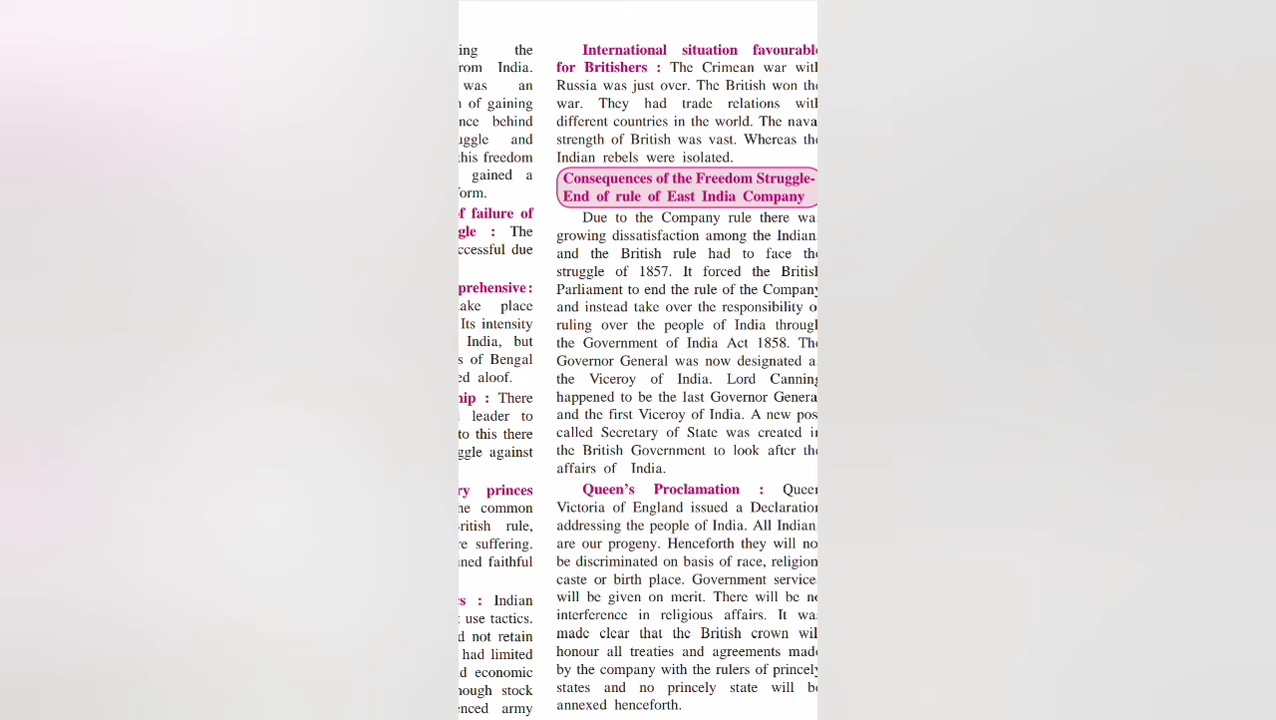 ing the
rom India.
was an
n of gaining
nce behind
uggle and
this freedom
gained a
form.
of failure of
gle : The
ccessful due
prehensive:
ake place
Its intensity
India, but
s of Bengal
ed aloof.
hip : There
leader to
to this there
ggle against
ry princes
he common
ritish rule,
re suffering.
ined faithful
rs : Indian
use tactics.
d not retain
had limited
d economic
hough stock
enced army
International situation favourabl
for Britishers : The Crimean war wit
Russia was just over. The British won th
war. They had trade relations wit
different countries in the world. The nava
strength of British was vast. Whereas th
Indian rebels were isolated.
Consequences of the Freedom Struggle-
End of rule of East India Company
Due to the Company rule there wa
growing dissatisfaction among the Indian
and the British rule had to face th
struggle of 1857. It forced the Britis
Parliament to end the rule of the Company
and instead take over the responsibility o
ruling over the people of India throug
the Government of India Act 1858. Th
Governor General was now designated a
the Viceroy of India. Lord Canning
happened to be the last Governor Genera
and the first Viceroy of India. A new pos
called Secretary of State was created i
the British Government to look after th
affairs of India.
Queen's Proclamation : Queen
Victoria of England issued a Declaration
addressing the people of India. All Indian
are our progeny. Henceforth they will no
be discriminated on basis of race, religion
caste or birth place. Government service
will be given on merit. There will be n
interference in religious affairs. It wa
made clear that the British crown wil
honour all treaties and agreements mad
by the company with the rulers of princely
states and no princely state will b
annexed henceforth.